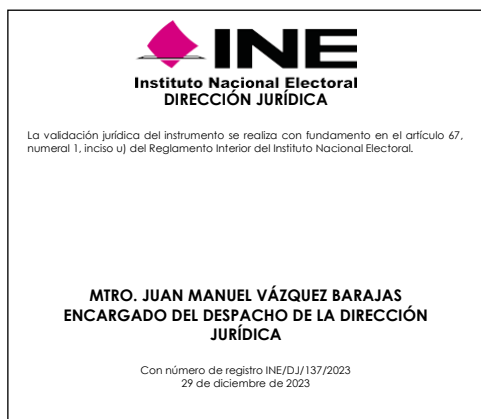 INE
Instituto Nacional Electoral
DIRECCIÓN JURÍDICA
La validación jurídica del instrumento se realiza con fundamento en el artículo 67,
numeral 1, inciso u) del Reglamento Interior del Instituto Nacional Electoral.
MTRO. JUAN MANUEL VÁZQUEZ BARAJAS
ENCARGADO DEL DESPACHO DE LA DIRECCIÓN
JURÍDICA
Con número de registro INE/DJ/137/2023
29 de diciembre de 2023